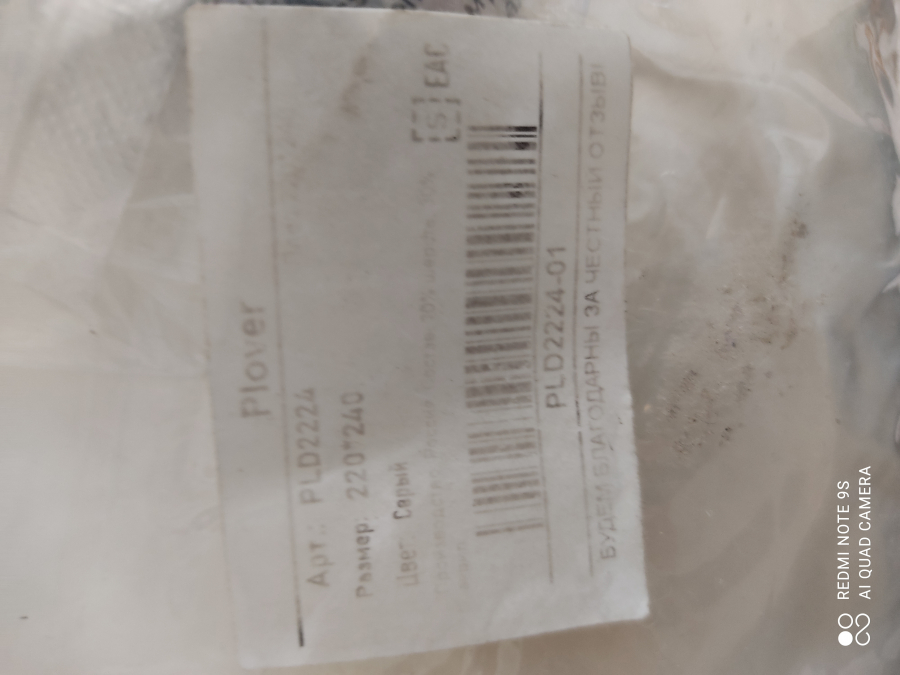 Plover
Арт.: PLD2224
Размер: 220*240
Цвет Серый
EAC
PLD2224-01
БУДЕМ БЛАГОДАРНЫ ЗА ЧЕСТНЫЙ ОТЗЫВ!
REDMI NOTE 9S
AI QUAD CAMERA